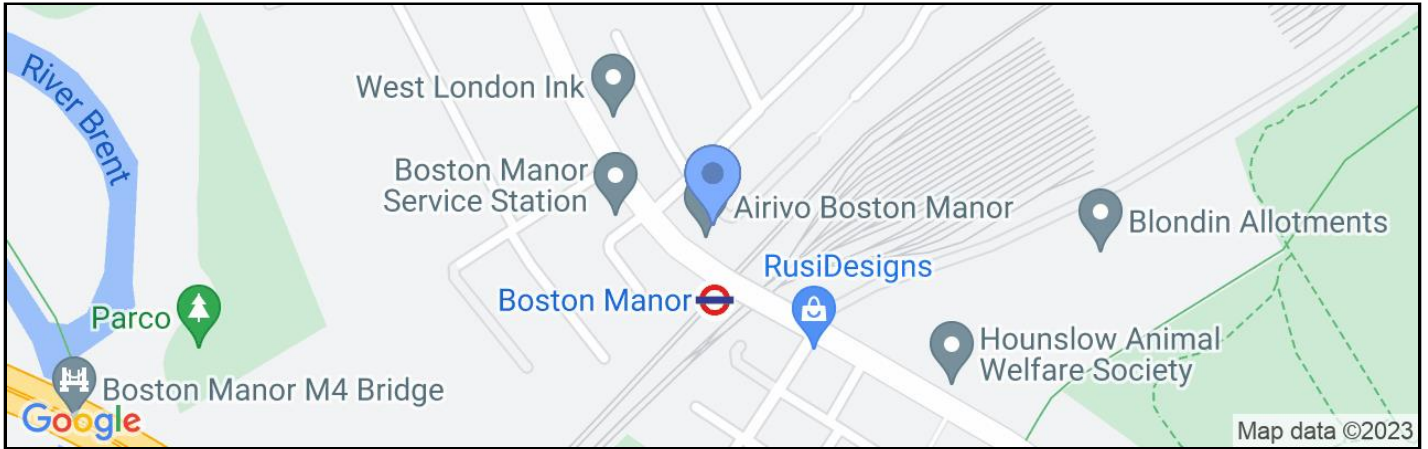 River Brent
West London Ink
Boston Manor
Service Station
Airivo Boston Manor
Blondin Allotments
RusiDesigns
Boston Manor
Parco
Hounslow Animal
Welfare Society
Boston Manor M4 Bridge
Google
Map data ©2023